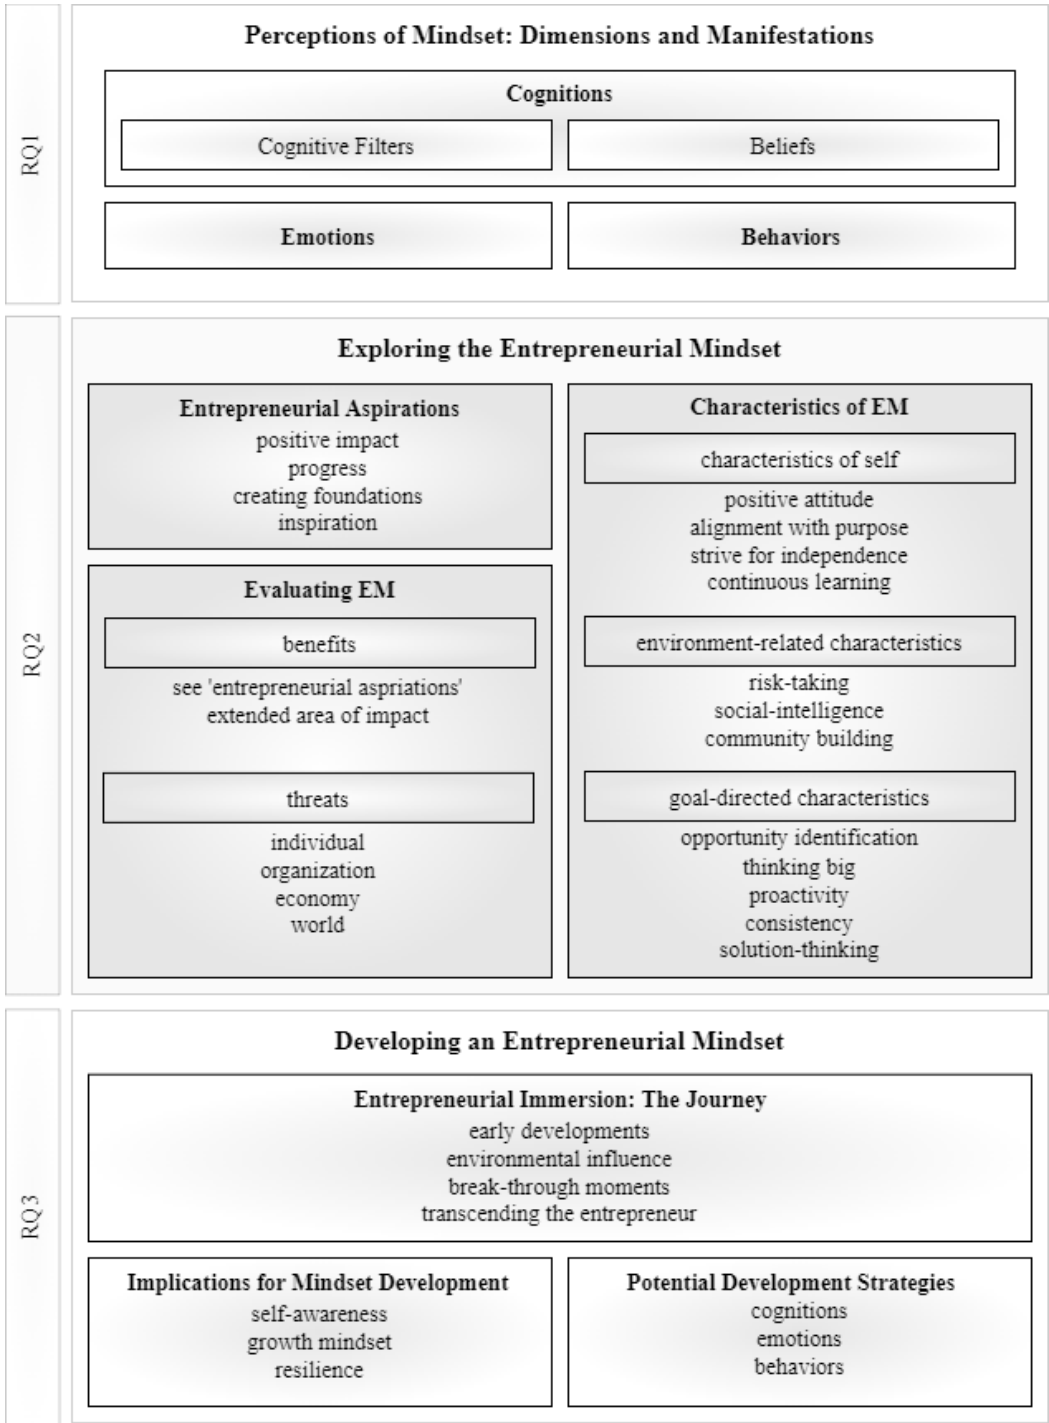 RQ1
Perceptions of Mindset: Dimensions and Manifestations
Cognitions
Cognitive Filters
Beliefs
Emotions
Behaviors
RQ2
Exploring the Entrepreneurial Mindset
Entrepreneurial Aspirations
positive impact
progress
creating foundations
inspiration
Evaluating EM
benefits
see 'entrepreneurial aspriations'
extended area of impact
threats
individual
organization
economy
world
Characteristics of EM
characteristics of self
positive attitude
alignment with purpose
strive for independence
continuous learning
environment-related characteristics
risk-taking
social-intelligence
community building
goal-directed characteristics
opportunity identification
thinking big
proactivity
consistency
solution-thinking
RQ3
Developing an Entrepreneurial Mindset
Entrepreneurial Immersion: The Journey
early developments
environmental influence
break-through moments
transcending the entrepreneur
Implications for Mindset Development
self-awareness
growth mindset
resilience
Potential Development Strategies
cognitions
emotions
behaviors